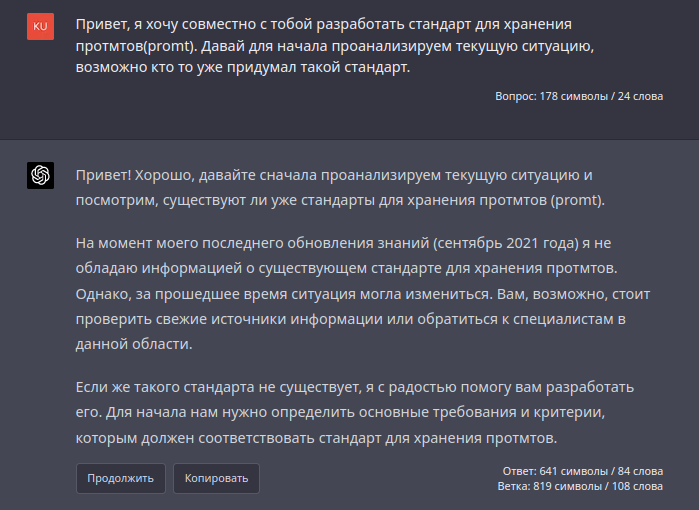 KU
Привет, я хочу совместно с тобой разработать стандарт для хранения
протмтов(promt). Давай для начала проанализируем текущую ситуацию,
возможно кто то уже придумал такой стандарт.
Вопрос: 178 символы / 24 слова
Привет! Хорошо, давайте сначала проанализируем текущую ситуацию и
посмотрим, существуют ли уже стандарты для хранения протмтов (promt).
На момент моего последнего обновления знаний (сентябрь 2021 года) я не
обладаю информацией о существующем стандарте для хранения протмтов.
Однако, за прошедшее время ситуация могла измениться. Вам, возможно, стоит
проверить свежие источники информации или обратиться к специалистам в
данной области.
Если же такого стандарта не существует, я с радостью помогу вам разработать
его. Для начала нам нужно определить основные требования и критерии,
которым должен соответствовать стандарт для хранения протмтов.
Продолжить
Копировать
Ответ: 641 символы / 84 слова
Ветка: 819 символы / 108 слова